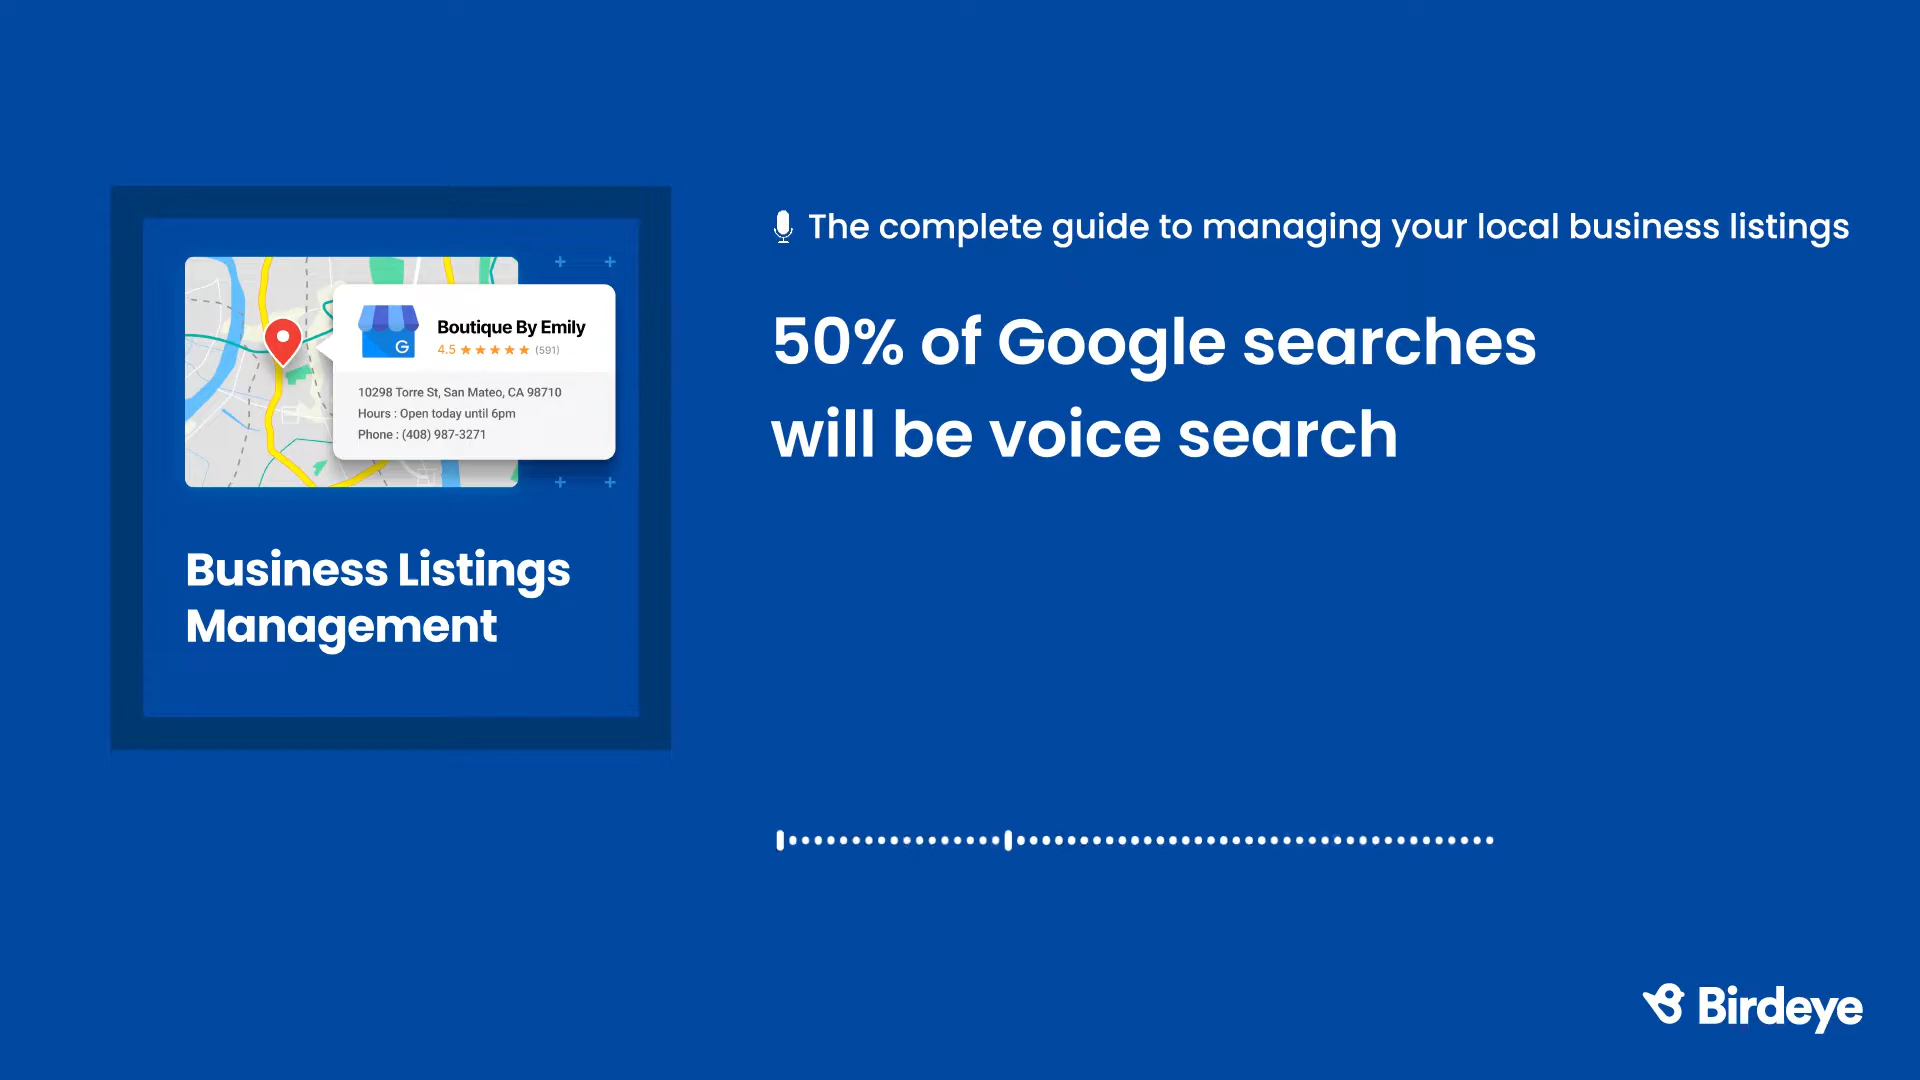 The complete guide to managing your local business listings
50% of Google searches
will be voice search
Boutique By Emily
4.5 ★★★★★ (591)
10298 Torre St, San Mateo, CA 98710
Hours : Open today until 6pm
Phone : (408) 987-3271
G
Business Listings
Management
Birdeye